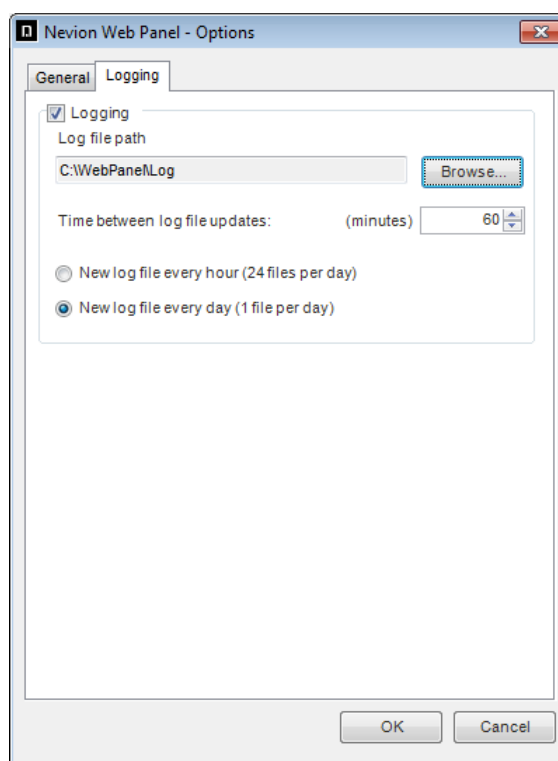 Nevion Web Panel - Options
General Logging
Logging
Log file path
C:\WebPanel\Log Browse...
Time between log file updates: (minutes) 60
New log file every hour (24 files per day)
New log file every day (1 file per day)
OK Cancel